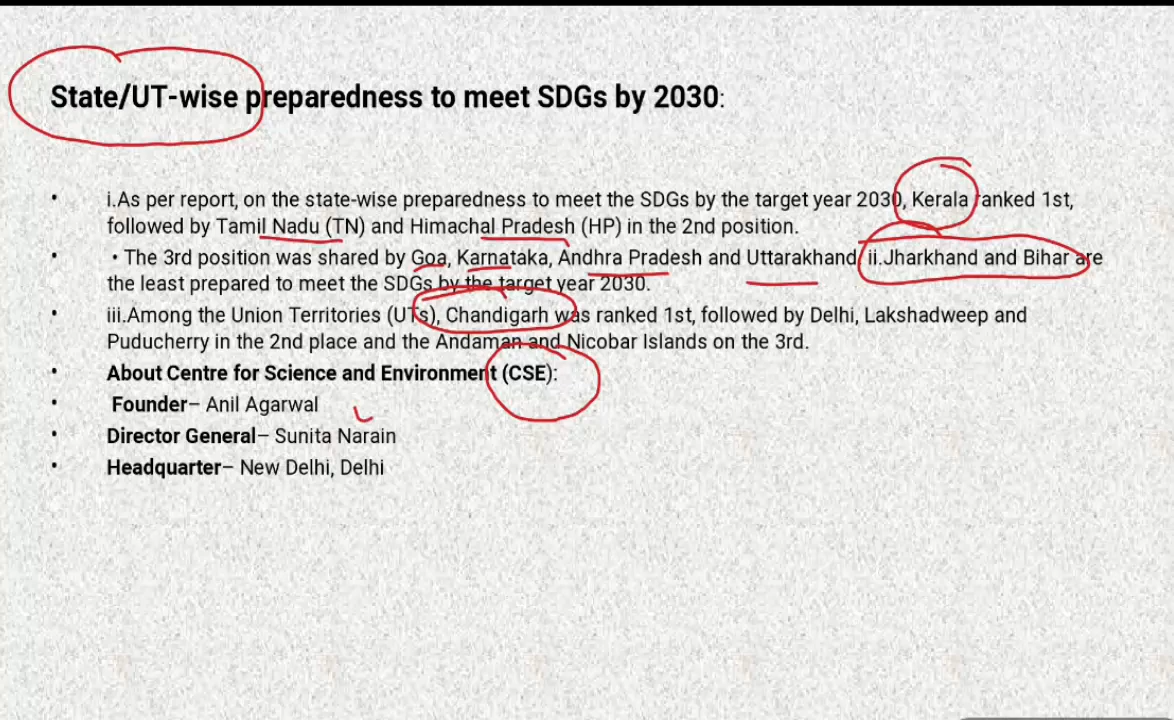 State/UT-wise preparedness to meet SDGs by 2030:
• i.As per report, on the state-wise preparedness to meet the SDGs by the target year 2030, Kerala ranked 1st,
followed by Tamil Nadu (TN) and Himachal Pradesh (HP) in the 2nd position.
• • The 3rd position was shared by Goa, Karnataka, Andhra Pradesh and Uttarakhand. ii.Jharkhand and Bihar are
the least prepared to meet the SDGs by the target year 2030.
• iii.Among the Union Territories (UTs), Chandigarh was ranked 1st, followed by Delhi, Lakshadweep and
Puducherry in the 2nd place and the Andaman and Nicobar Islands on the 3rd.
• About Centre for Science and Environment (CSE):
• Founder– Anil Agarwal
• Director General– Sunita Narain
• Headquarter– New Delhi, Delhi